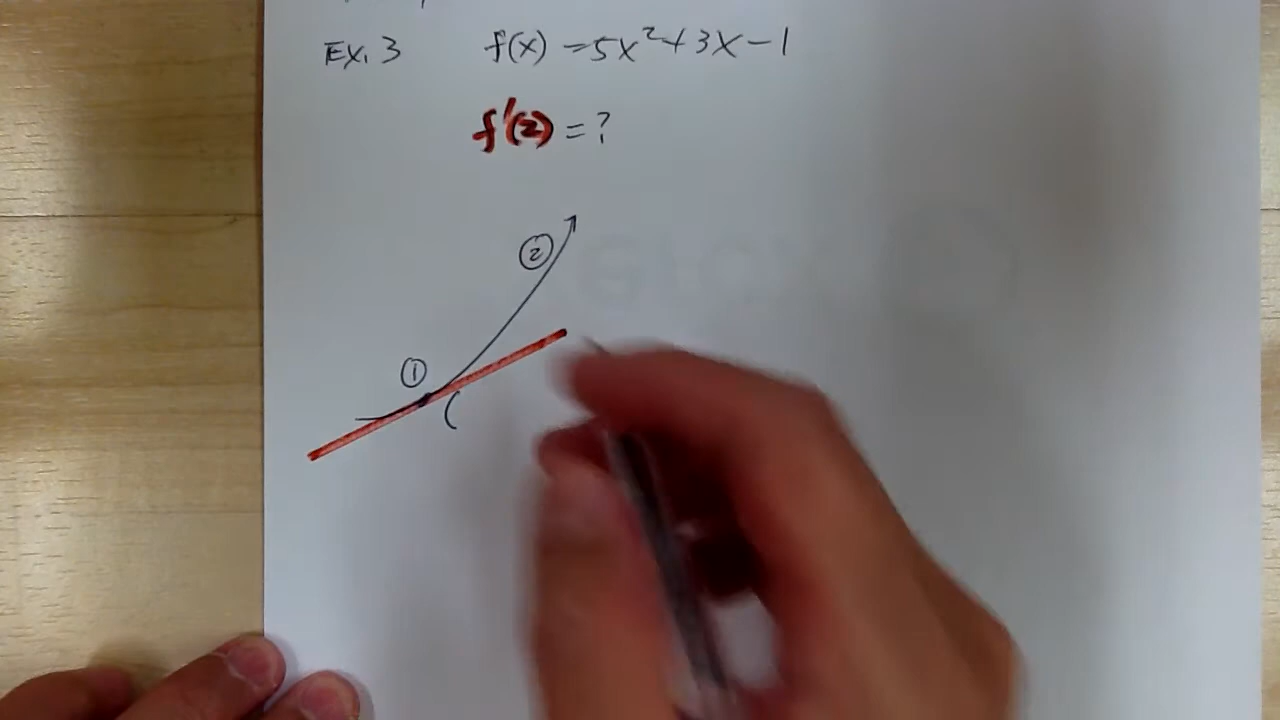 Ex. 3 f(x) = 5x²+3x-1
f'(2) = ?
②
①
(